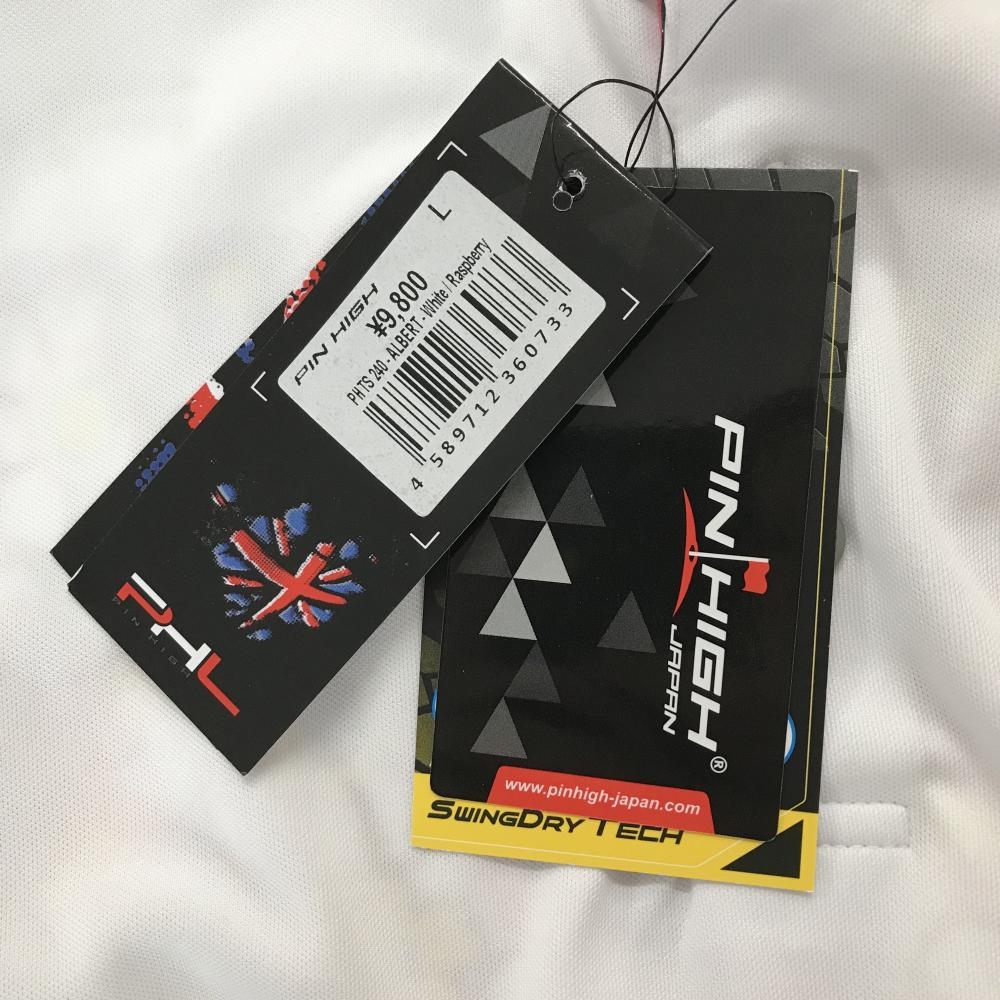 L
PIN HIGH
¥9,800
PHTS 240 - ALBERT - White / Raspberry
4 589712 360733
PHL
PIN HIGH
PIN HIGH ®
JAPAN
www.pinhigh-japan.com
SWINGDRY TECH